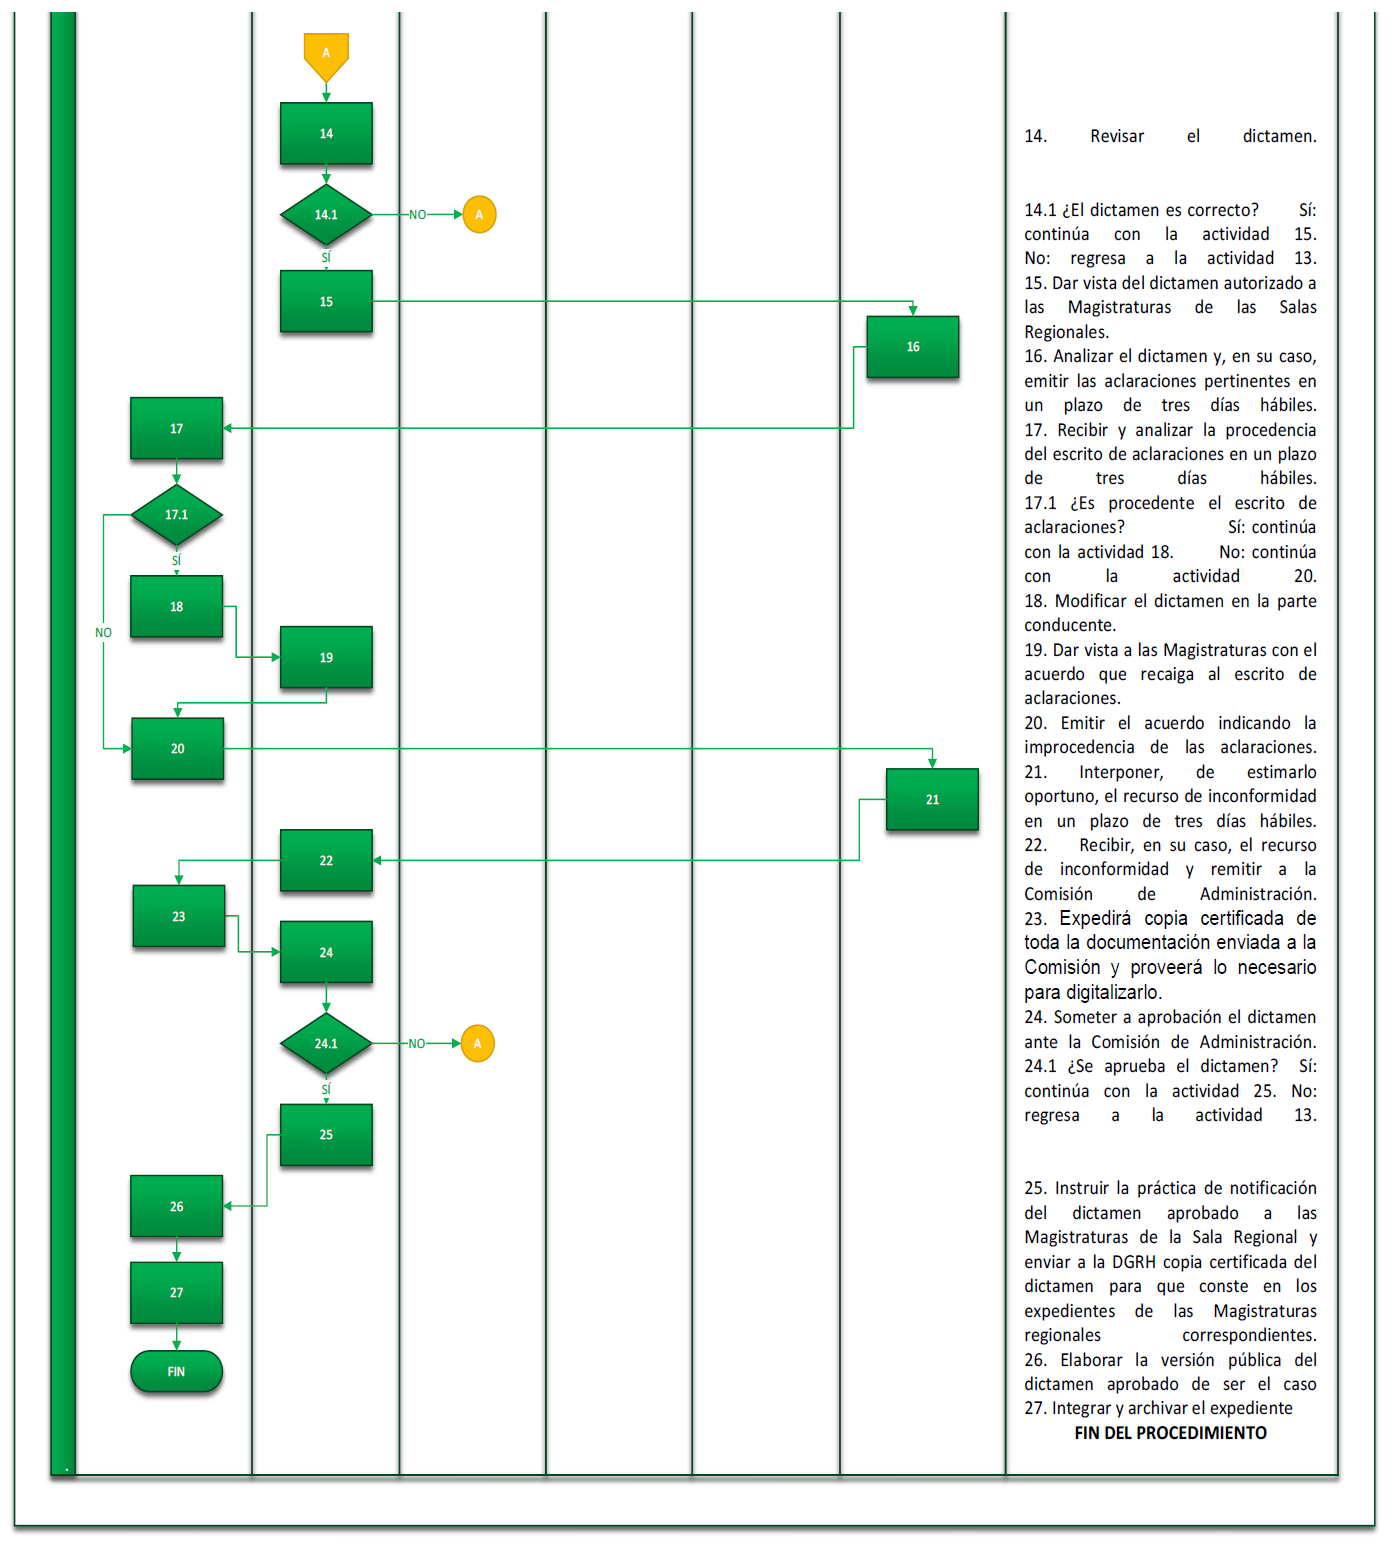 A
14
14.1
NO
A
SÍ
15
16
17
17.1
SÍ
18
NO
19
20
21
22
23
24
24.1
NO
A
SÍ
25
26
27
FIN
14. Revisar el dictamen.
14.1 ¿El dictamen es correcto? Sí:
continúa con la actividad 15.
No: regresa a la actividad 13.
15. Dar vista del dictamen autorizado a
las Magistraturas de las Salas
Regionales.
16. Analizar el dictamen y, en su caso,
emitir las aclaraciones pertinentes en
un plazo de tres días hábiles.
17. Recibir y analizar la procedencia
del escrito de aclaraciones en un plazo
de tres días hábiles.
17.1 ¿Es procedente el escrito de
aclaraciones? Sí: continúa
con la actividad 18. No: continúa
con la actividad 20.
18. Modificar el dictamen en la parte
conducente.
19. Dar vista a las Magistraturas con el
acuerdo que recaiga al escrito de
aclaraciones.
20. Emitir el acuerdo indicando la
improcedencia de las aclaraciones.
21. Interponer, de estimarlo
oportuno, el recurso de inconformidad
en un plazo de tres días hábiles.
22. Recibir, en su caso, el recurso
de inconformidad y remitir a la
Comisión de Administración.
23. Expedirá copia certificada de
toda la documentación enviada a la
Comisión y proveerá lo necesario
para digitalizarlo.
24. Someter a aprobación el dictamen
ante la Comisión de Administración.
24.1 ¿Se aprueba el dictamen? Sí:
continúa con la actividad 25. No:
regresa a la actividad 13.
25. Instruir la práctica de notificación
del dictamen aprobado a las
Magistraturas de la Sala Regional y
enviar a la DGRH copia certificada del
dictamen para que conste en los
expedientes de las Magistraturas
regionales correspondientes.
26. Elaborar la versión pública del
dictamen aprobado de ser el caso
27. Integrar y archivar el expediente
FIN DEL PROCEDIMIENTO